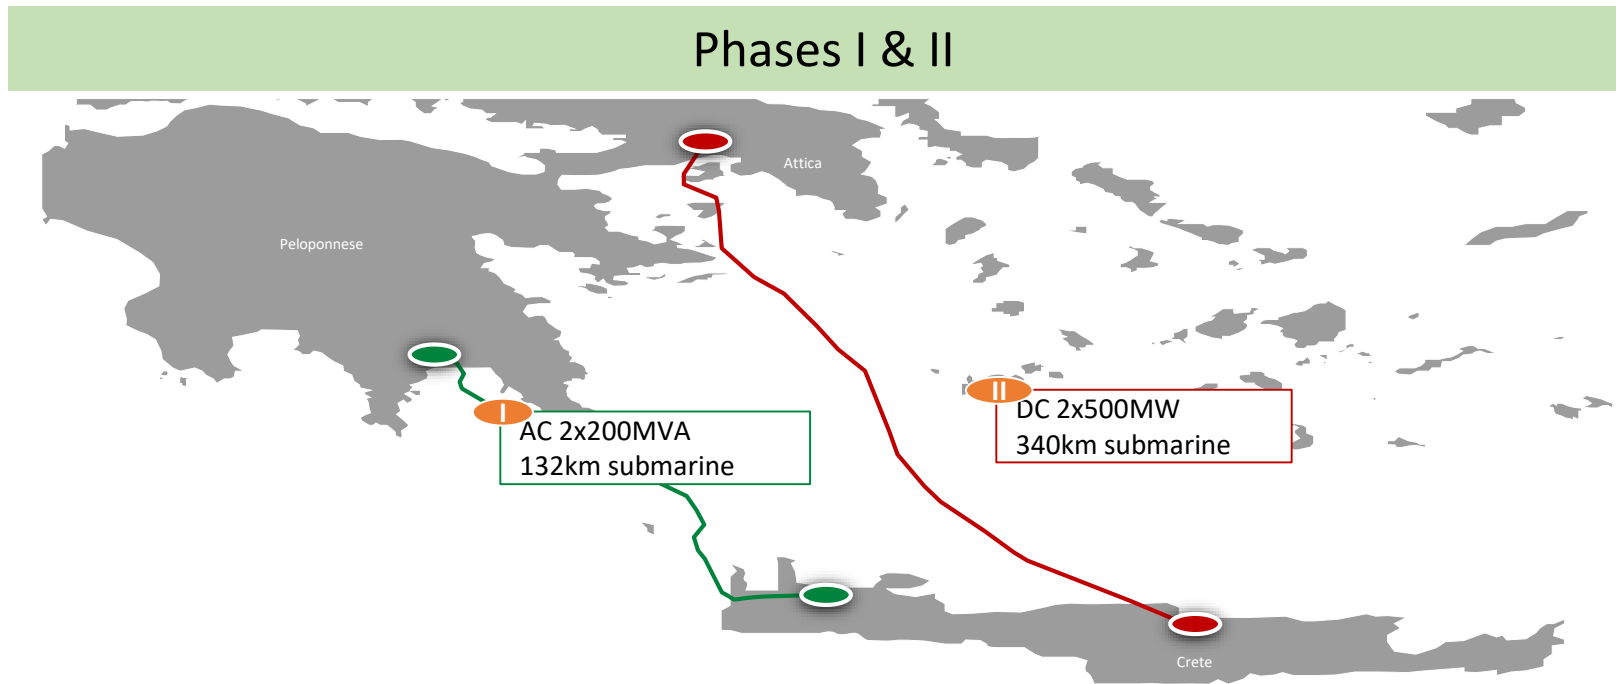 Phases I & II
Attica
Peloponnese
I
AC 2x200MVA
132km submarine
II
DC 2x500MW
340km submarine
Crete